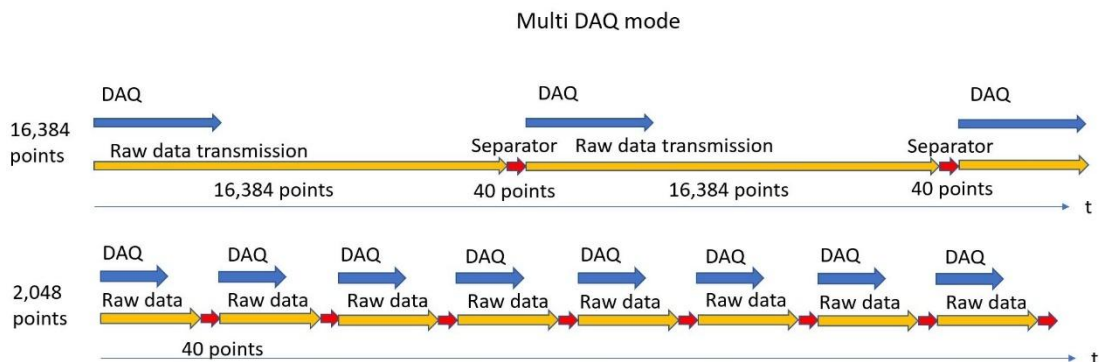 Multi DAQ mode
DAQ DAQ DAQ
16,384
points
Raw data transmission Separator Raw data transmission Separator
16,384 points 40 points 16,384 points 40 points
t
DAQ DAQ DAQ DAQ DAQ DAQ DAQ DAQ
2,048
points
Raw data Raw data Raw data Raw data Raw data Raw data Raw data Raw data
40 points
t